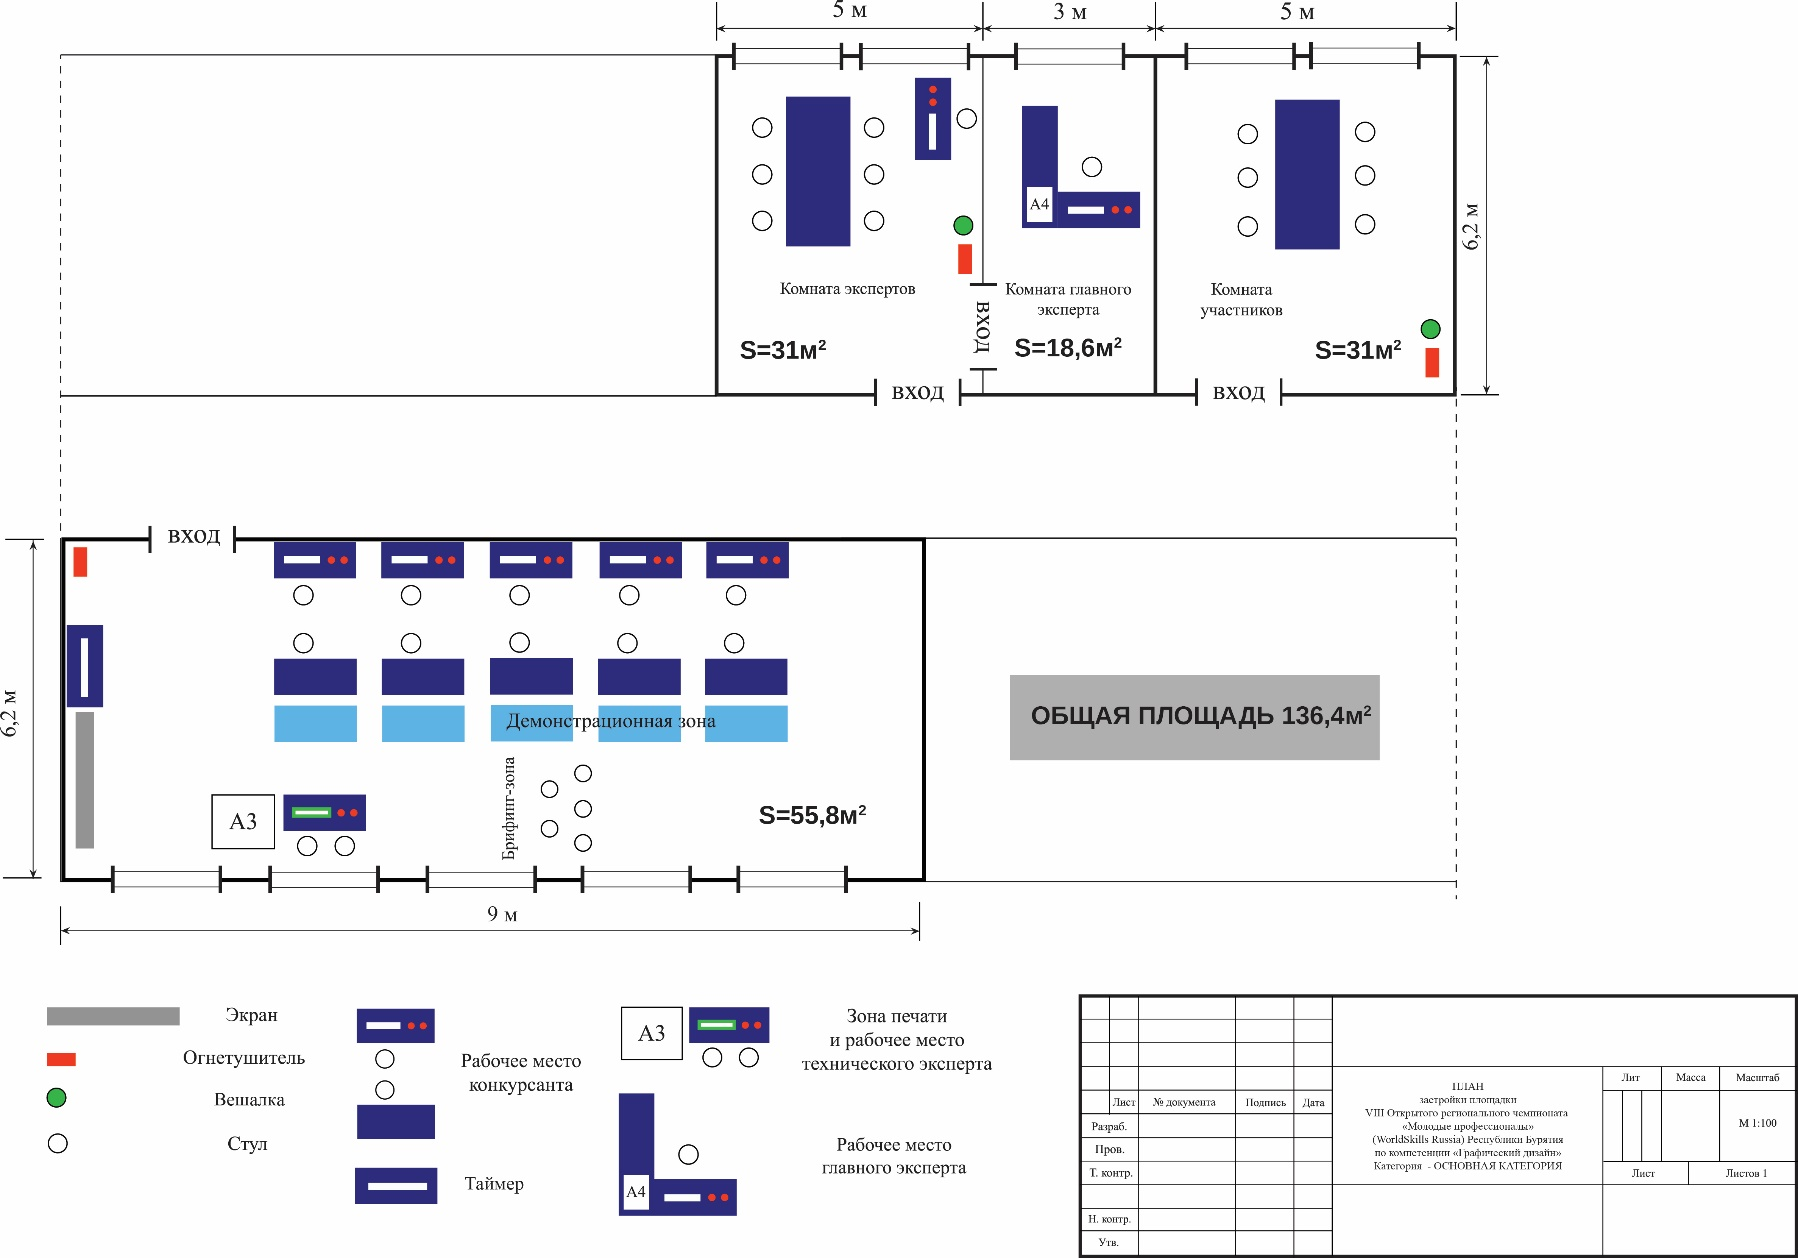 5 м
3 м
5 м
А4
6,2 м
Комната экспертов
Комната главного
эксперта
Комната
участников
S=31м²
ВХОД
S=18,6м²
S=31м²
ВХОД
ВХОД
ВХОД
6,2 м
Демонстрационная зона
ОБЩАЯ ПЛОЩАДЬ 136,4м²
Брифинг-зона
А3
S=55,8м²
9 м
Экран
Огнетушитель
Вешалка
Стул
Рабочее место
конкурсанта
Таймер
А3
Зона печати
и рабочее место
технического эксперта
А4
Рабочее место
главного эксперта
Лист № документа Подпись Дата
Разраб.
Пров.
Т. контр.
Н. контр.
Утв.
ПЛАН
застройки площадки
VIII Открытого регионального чемпионата
«Молодые профессионалы»
(WorldSkills Russia) Республики Бурятия
по компетенции «Графический дизайн»
Категория - ОСНОВНАЯ КАТЕГОРИЯ
Лит Масса Масштаб
М 1:100
Лист Листов 1